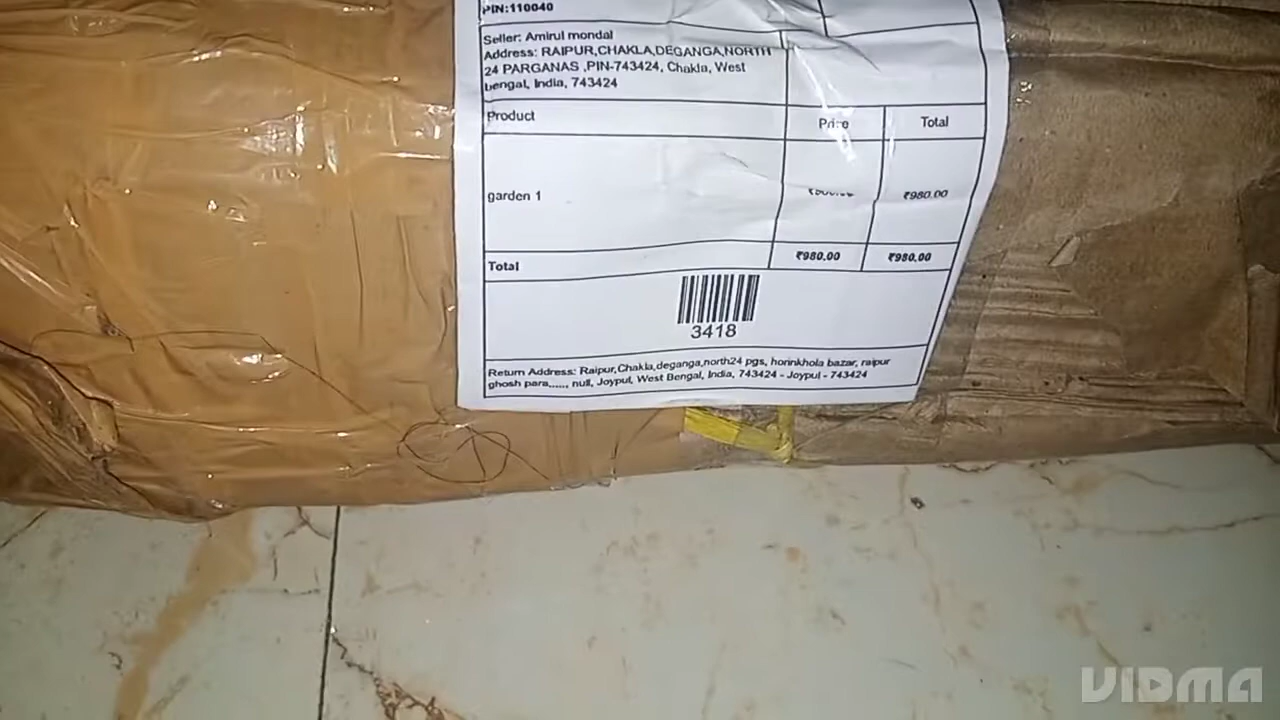 PIN:110040
Seller: Amirul mondal
Address: RAIPUR,CHAKLA,DEGANGA,NORTH
24 PARGANAS ,PIN-743424, Chakla, West
bengal, India, 743424
Product Price Total
garden 1 ₹980.00
Total ₹980.00 ₹980.00
3418
Return Address: Raipur,Chakla,deganga,north24 pgs, horinkhola bazar, raipur
ghosh para,,,,,, null, Joypul, West Bengal, India, 743424 - Joypul - 743424
VIDMA